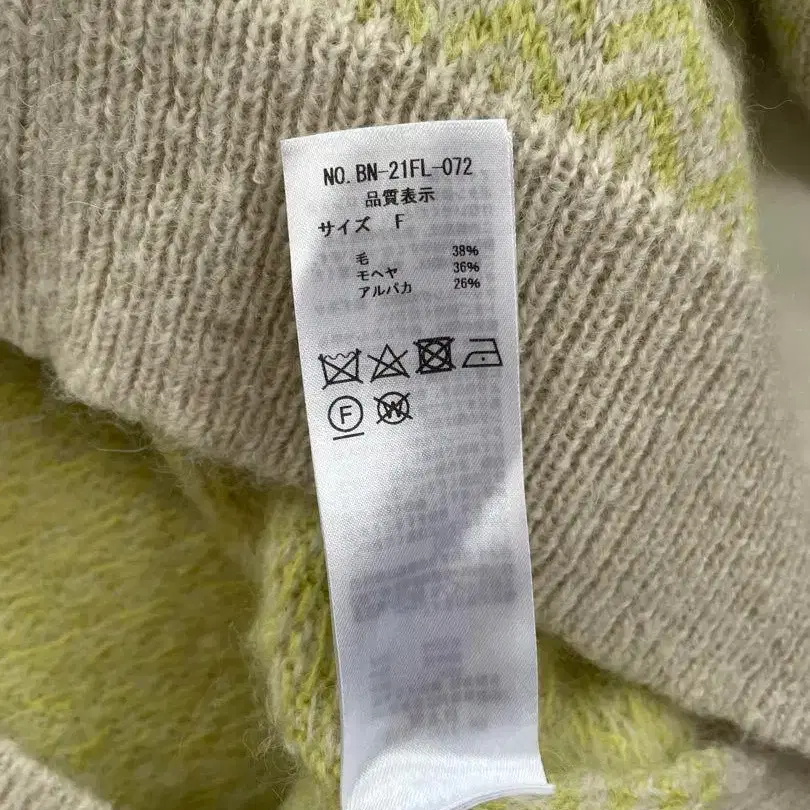 NO. BN-21FL-072
品質表示
サイズ F
毛 38%
モヘヤ 36%
アルパカ 26%
F W